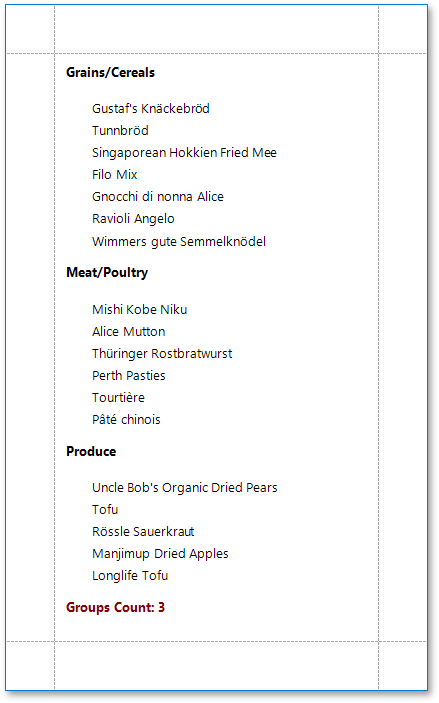 Grains/Cereals
Gustaf's Knäckebröd
Tunnbröd
Singaporean Hokkien Fried Mee
Filo Mix
Gnocchi di nonna Alice
Ravioli Angelo
Wimmers gute Semmelknödel
Meat/Poultry
Mishi Kobe Niku
Alice Mutton
Thüringer Rostbratwurst
Perth Pasties
Tourtière
Pâté chinois
Produce
Uncle Bob's Organic Dried Pears
Tofu
Rössle Sauerkraut
Manjimup Dried Apples
Longlife Tofu
Groups Count: 3